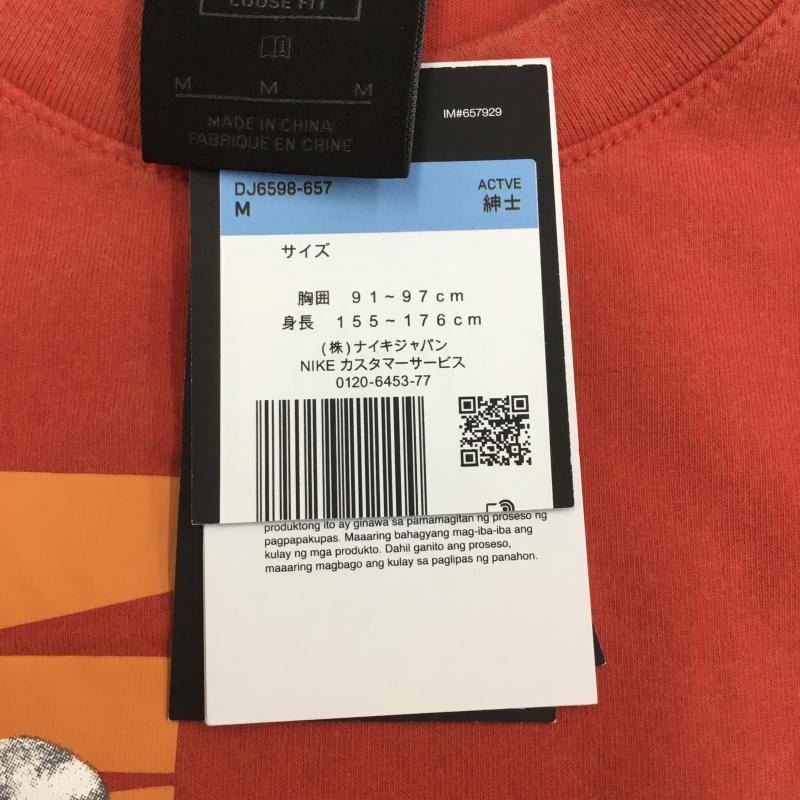 LOOSE FIT
M M M
MADE IN CHINA
FABRIQUE EN CHINE
IM#657929
DJ6598-657 ACTVE
M 紳士
サイズ
胸囲 91~97cm
身長 155~176cm
(株)ナイキジャパン
NIKE カスタマーサービス
0120-6453-77
produktong ito ay ginawa sa pamamagitan ng proseso ng
pagpapakupas. Maaaring bahagyang mag-iba-iba ang
kulay ng mga produkto. Dahil ganito ang proseso,
maaaring magbago ang kulay sa paglipas ng panahon.